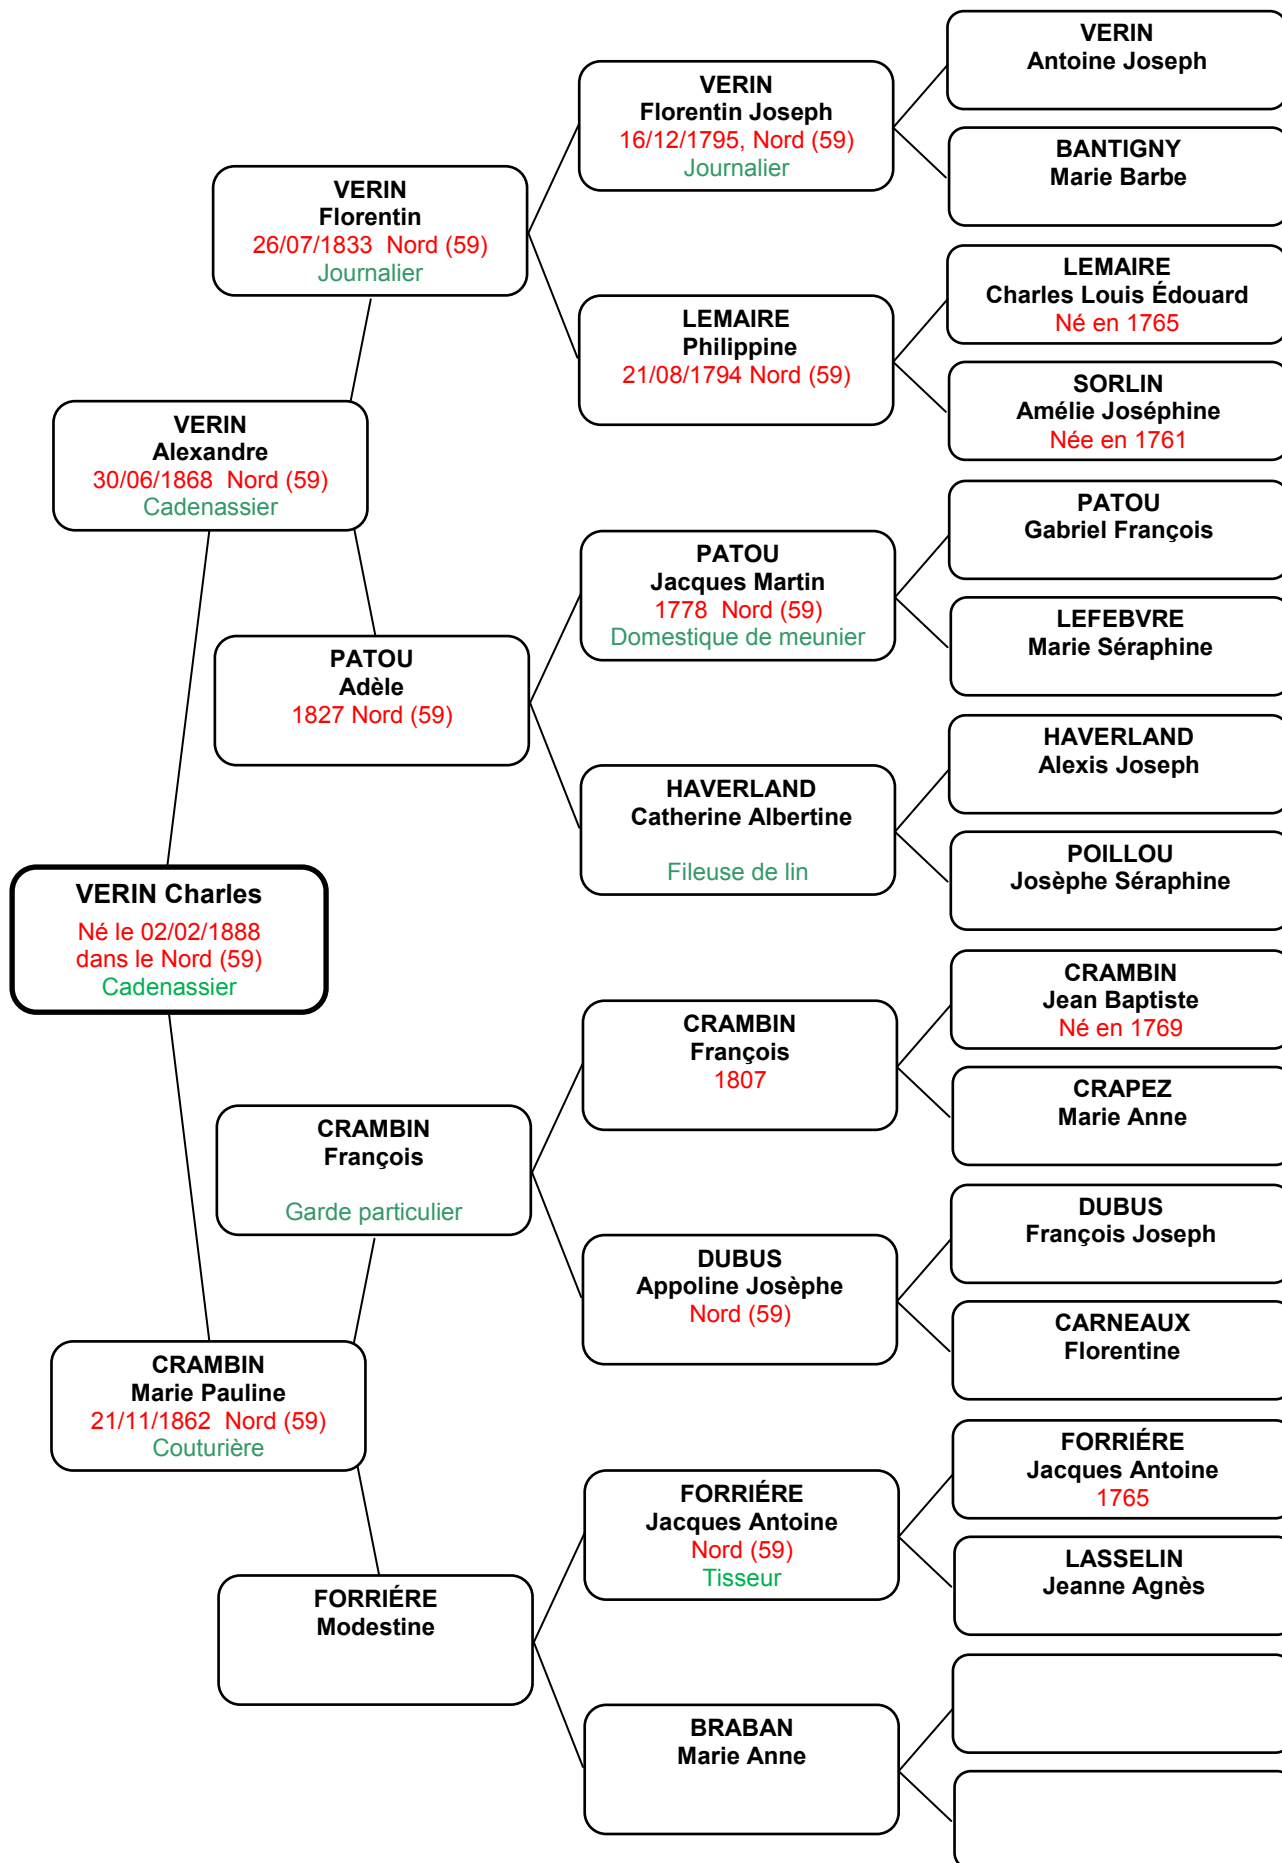 VERIN Charles
Né le 02/02/1888
dans le Nord (59)
Cadenassier
VERIN
Alexandre
30/06/1868  Nord (59)
Cadenassier
CRAMBIN
Marie Pauline
21/11/1862  Nord (59)
Couturière
VERIN
Florentin
26/07/1833  Nord (59)
Journalier
PATOU
Adèle
1827 Nord (59)
CRAMBIN
François
Garde particulier
FORRIÉRE
Modestine
VERIN
Florentin Joseph
16/12/1795, Nord (59)
Journalier
LEMAIRE
Philippine
21/08/1794 Nord (59)
PATOU
Jacques Martin
1778  Nord (59)
Domestique de meunier
HAVERLAND
Catherine Albertine
Fileuse de lin
CRAMBIN
François
1807
DUBUS
Appoline Josèphe
Nord (59)
FORRIÉRE
Jacques Antoine
Nord (59)
Tisseur
BRABAN
Marie Anne
VERIN
Antoine Joseph
BANTIGNY
Marie Barbe
LEMAIRE
Charles Louis Édouard
Né en 1765
SORLIN
Amélie Joséphine
Née en 1761
PATOU
Gabriel François
LEFEBVRE
Marie Séraphine
HAVERLAND
Alexis Joseph
POILLOU
Josèphe Séraphine
CRAMBIN
Jean Baptiste
Né en 1769
CRAPEZ
Marie Anne
DUBUS
François Joseph
CARNEAUX
Florentine
FORRIÉRE
Jacques Antoine
1765
LASSELIN
Jeanne Agnès